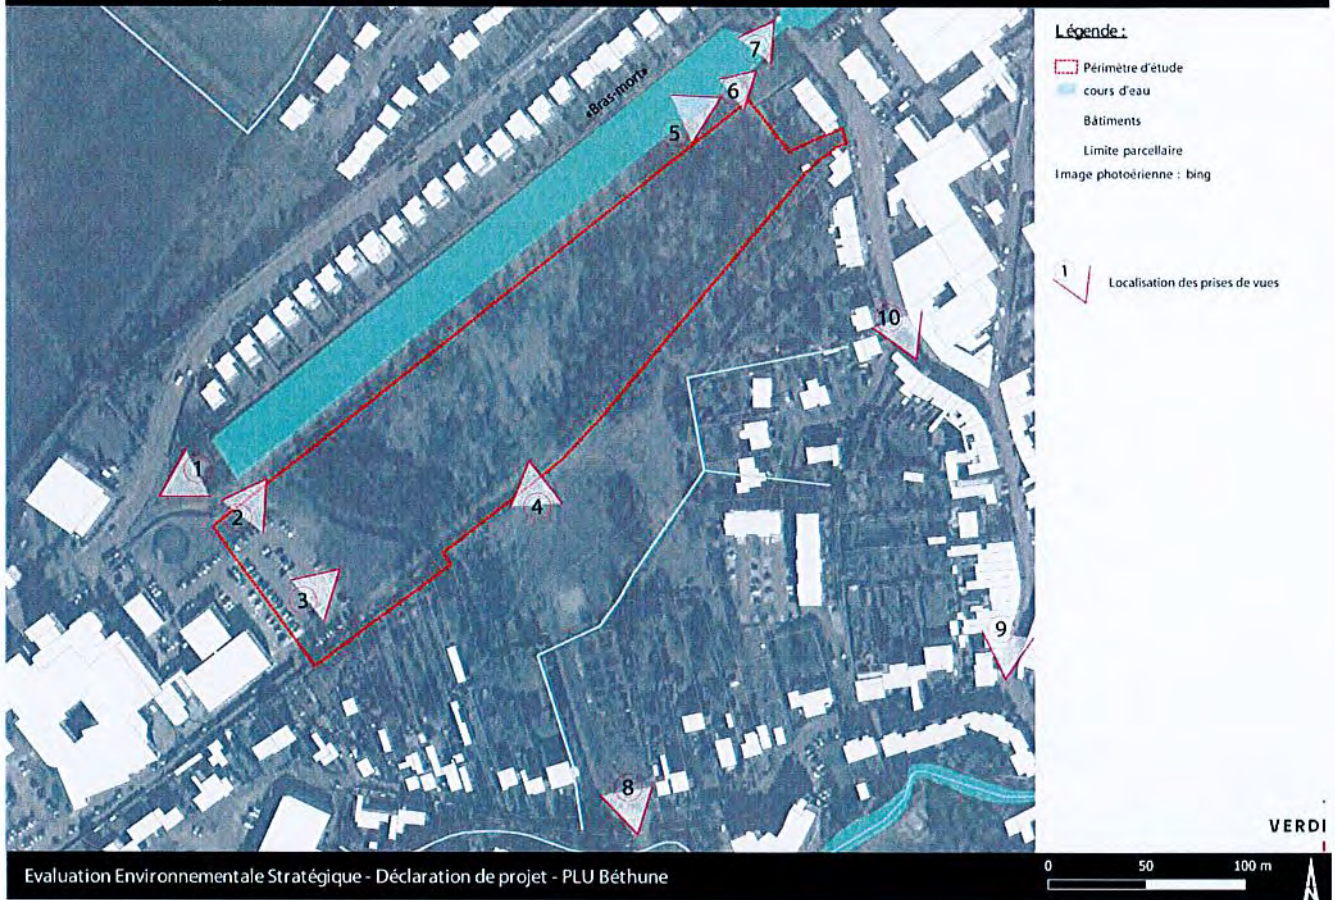 Légende :
Périmètre d'étude
cours d'eau
Bâtiments
Limite parcellaire
Image photoérienne : bing
1
Localisation des prises de vues
«Bras-mort»
7
6
5
10
1
2
4
3
9
8
VERDI
Evaluation Environnementale Stratégique - Déclaration de projet - PLU Béthune
0 50 100 m
N